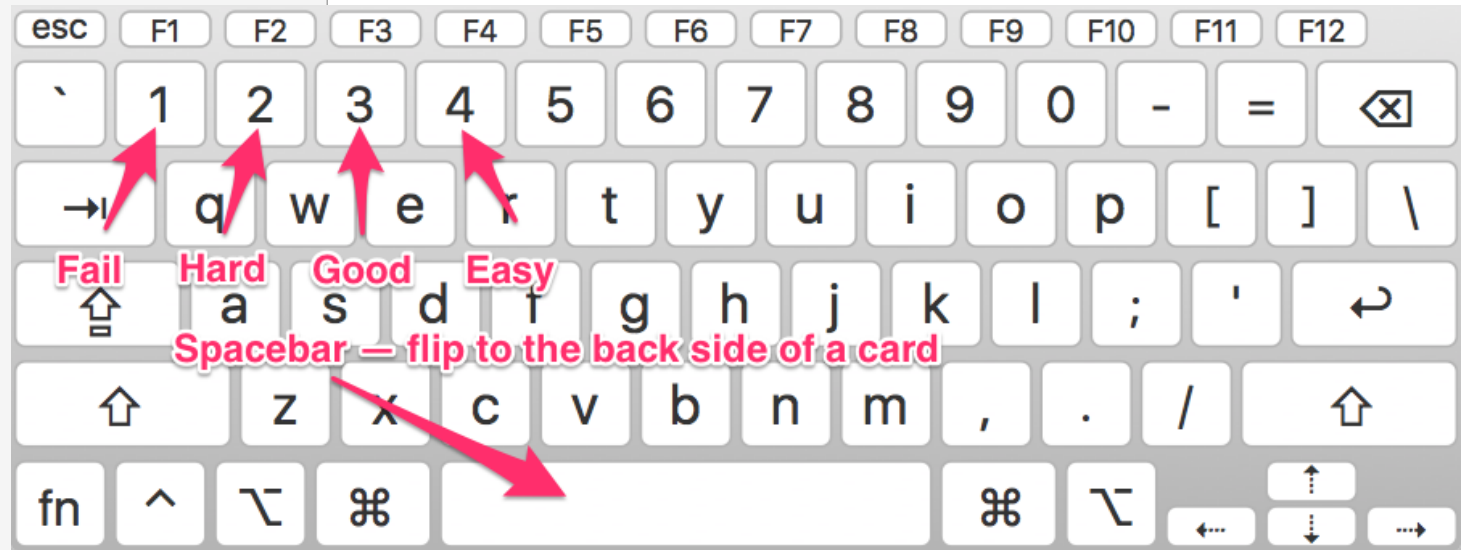 esc F1 F2 F3 F4 F5 F6 F7 F8 F9 F10 F11 F12
` 1 2 3 4 5 6 7 8 9 0 - = ⌫
⇥ q w e r t y u i o p [ ] \
Fail Hard Good Easy
⇪ a s d f g h j k l ; ' ↩
Spacebar — flip to the back side of a card
⇧ z x c v b n m , . / ⇧
fn ^ ⌥ ⌘ ⌘ ⌥ ⇠ ⇡ ⇣ ⇢